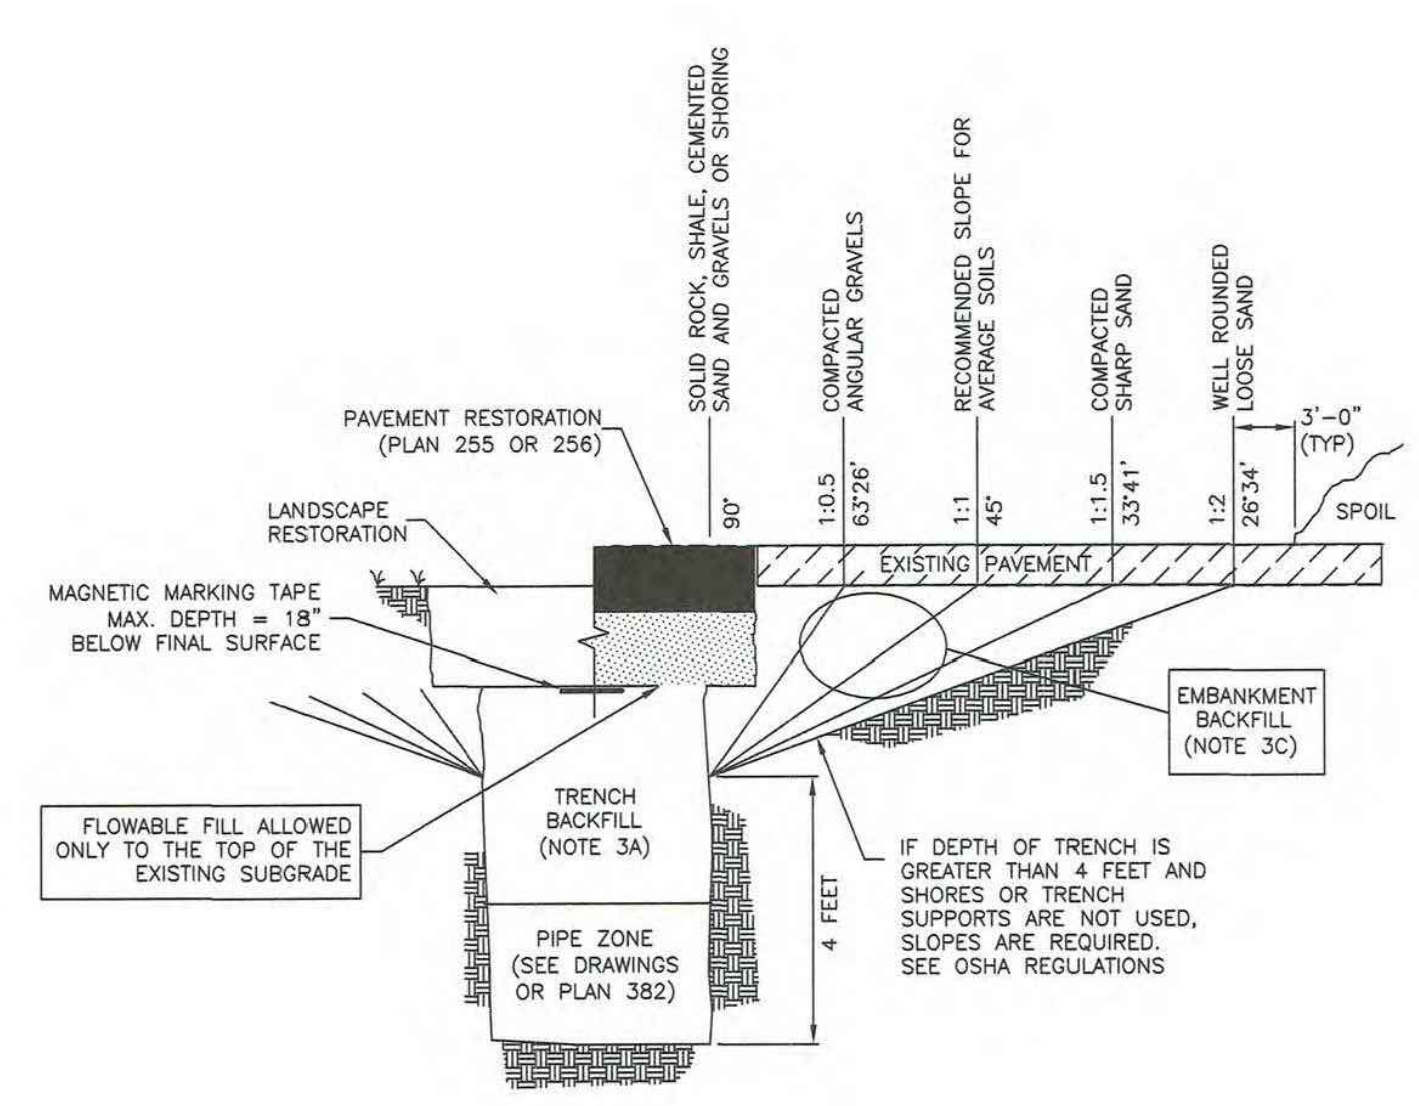 SOLID ROCK, SHALE, CEMENTED
SAND AND GRAVELS OR SHORING
COMPACTED
ANGULAR GRAVELS
RECOMMENDED SLOPE FOR
AVERAGE SOILS
COMPACTED
SHARP SAND
WELL ROUNDED
LOOSE SAND
3'-0"
(TYP)
PAVEMENT RESTORATION
(PLAN 255 OR 256)
90°
1:0.5
63°26'
1:1
45°
1:1.5
33°41'
1:2
26°34'
SPOIL
LANDSCAPE
RESTORATION
EXISTING PAVEMENT
MAGNETIC MARKING TAPE
MAX. DEPTH = 18"
BELOW FINAL SURFACE
EMBANKMENT
BACKFILL
(NOTE 3C)
FLOWABLE FILL ALLOWED
ONLY TO THE TOP OF THE
EXISTING SUBGRADE
TRENCH
BACKFILL
(NOTE 3A)
4 FEET
IF DEPTH OF TRENCH IS
GREATER THAN 4 FEET AND
SHORES OR TRENCH
SUPPORTS ARE NOT USED,
SLOPES ARE REQUIRED.
SEE OSHA REGULATIONS
PIPE ZONE
(SEE DRAWINGS
OR PLAN 382)